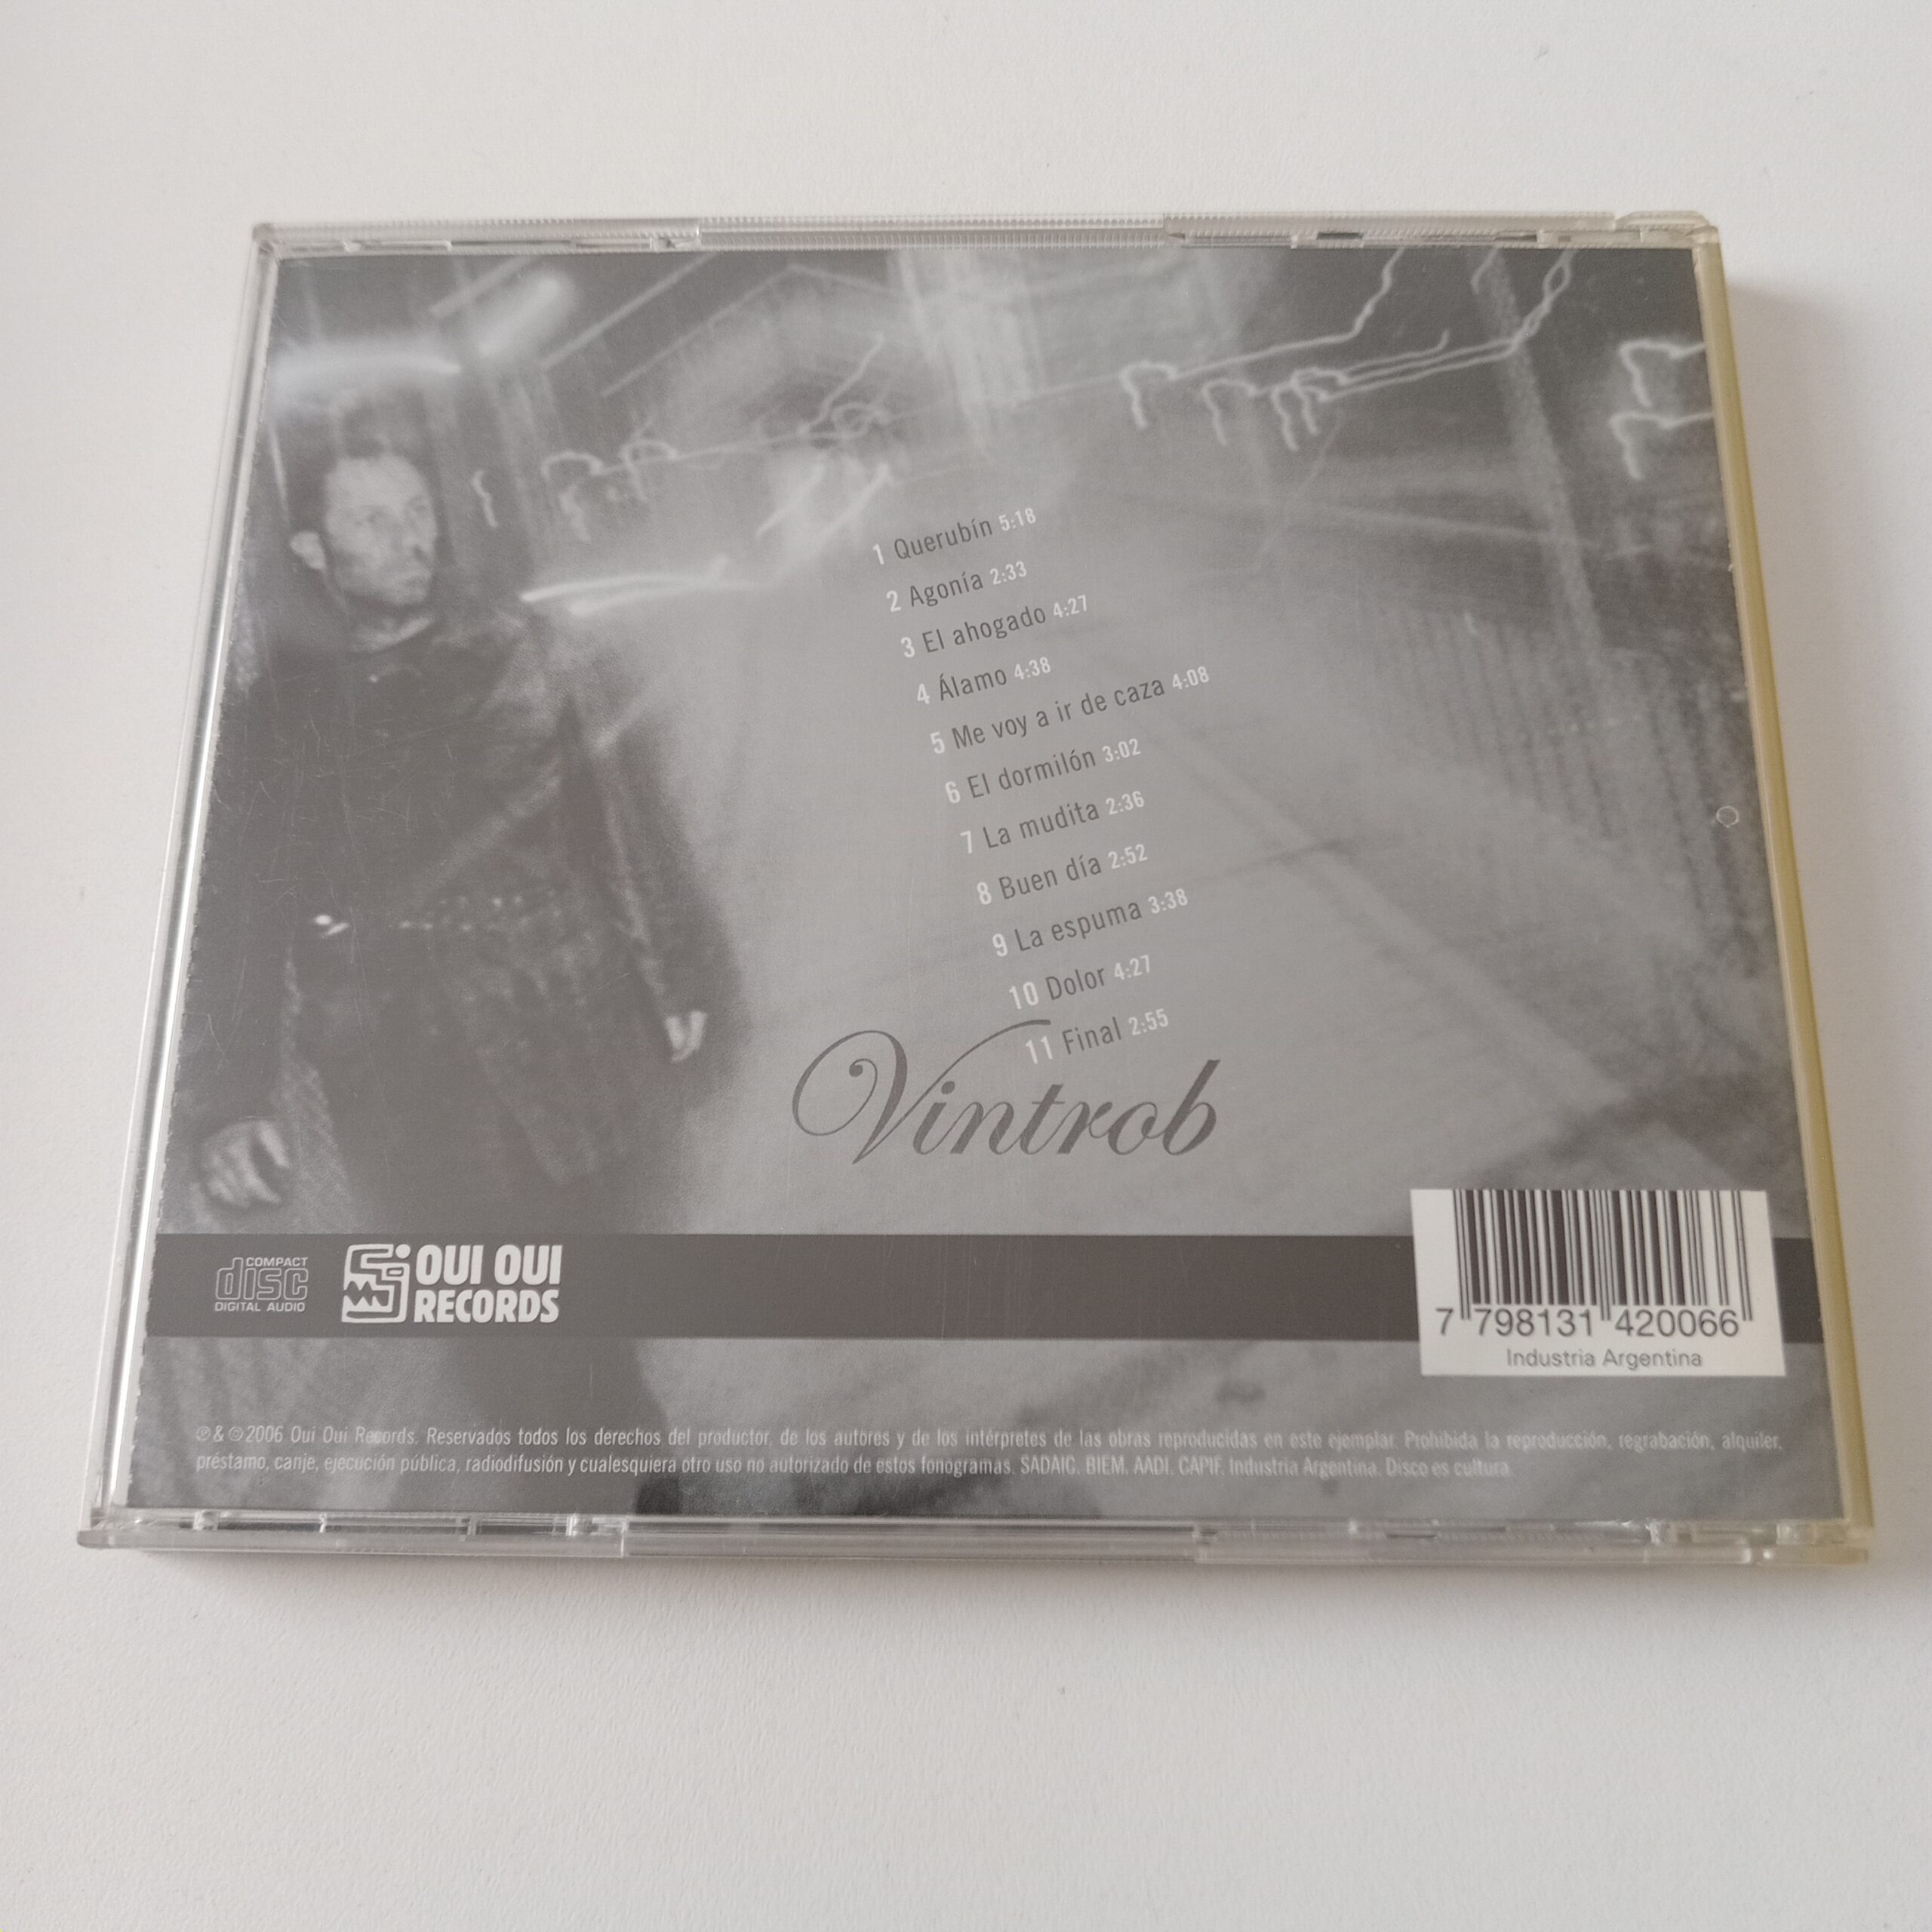 1 Querubín 5:18
2 Agonía 2:33
3 El ahogado 4:27
4 Álamo 4:38
5 Me voy a ir de caza 4:08
6 El dormilón 3:02
7 La mudita 2:36
8 Buen día 2:52
9 La espuma 3:38
10 Dolor 4:27
11 Final 2:55
Vintrob
COMPACT
disc
DIGITAL AUDIO
OUI OUI
RECORDS
7 798131 420066
Industria Argentina
℗ & © 2006 Oui Oui Records. Reservados todos los derechos del productor, de los autores y de los intérpretes de las obras reproducidas en este ejemplar. Prohibida la reproducción, regrabación, alquiler,
préstamo, canje, ejecución pública, radiodifusión y cualesquiera otro uso no autorizado de estos fonogramas. SADAIC. BIEM. AADI. CAPIF. Industria Argentina. Disco es cultura.